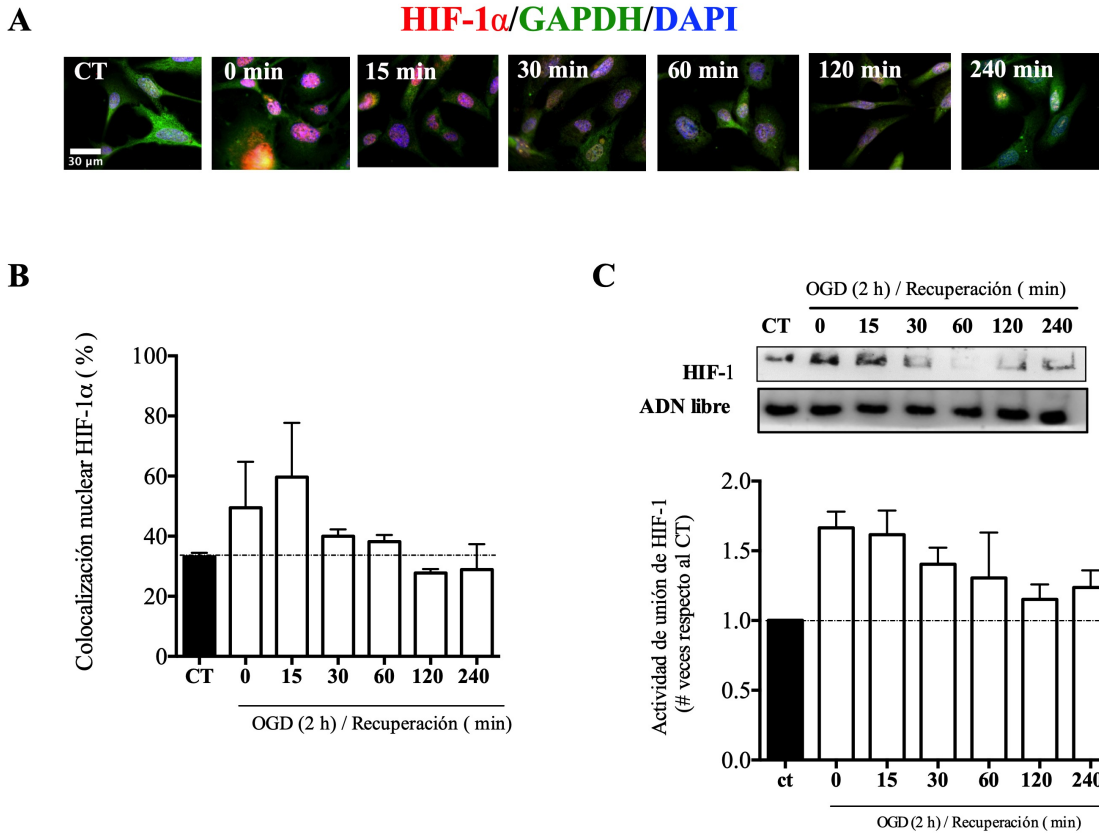 A
HIF-1α/GAPDH/DAPI
CT
0 min
15 min
30 min
60 min
120 min
240 min
30 µm
B
Colocalización nuclear HIF-1α ( % )
100
80
60
40
20
0
CT 0 15 30 60 120 240
OGD (2 h) / Recuperación ( min)
C
OGD (2 h) / Recuperación ( min)
CT 0 15 30 60 120 240
HIF-1
ADN libre
Actividad de unión de HIF-1
(# veces respecto al CT)
2.0
1.5
1.0
0.5
0.0
ct 0 15 30 60 120 240
OGD (2 h) / Recuperación ( min)